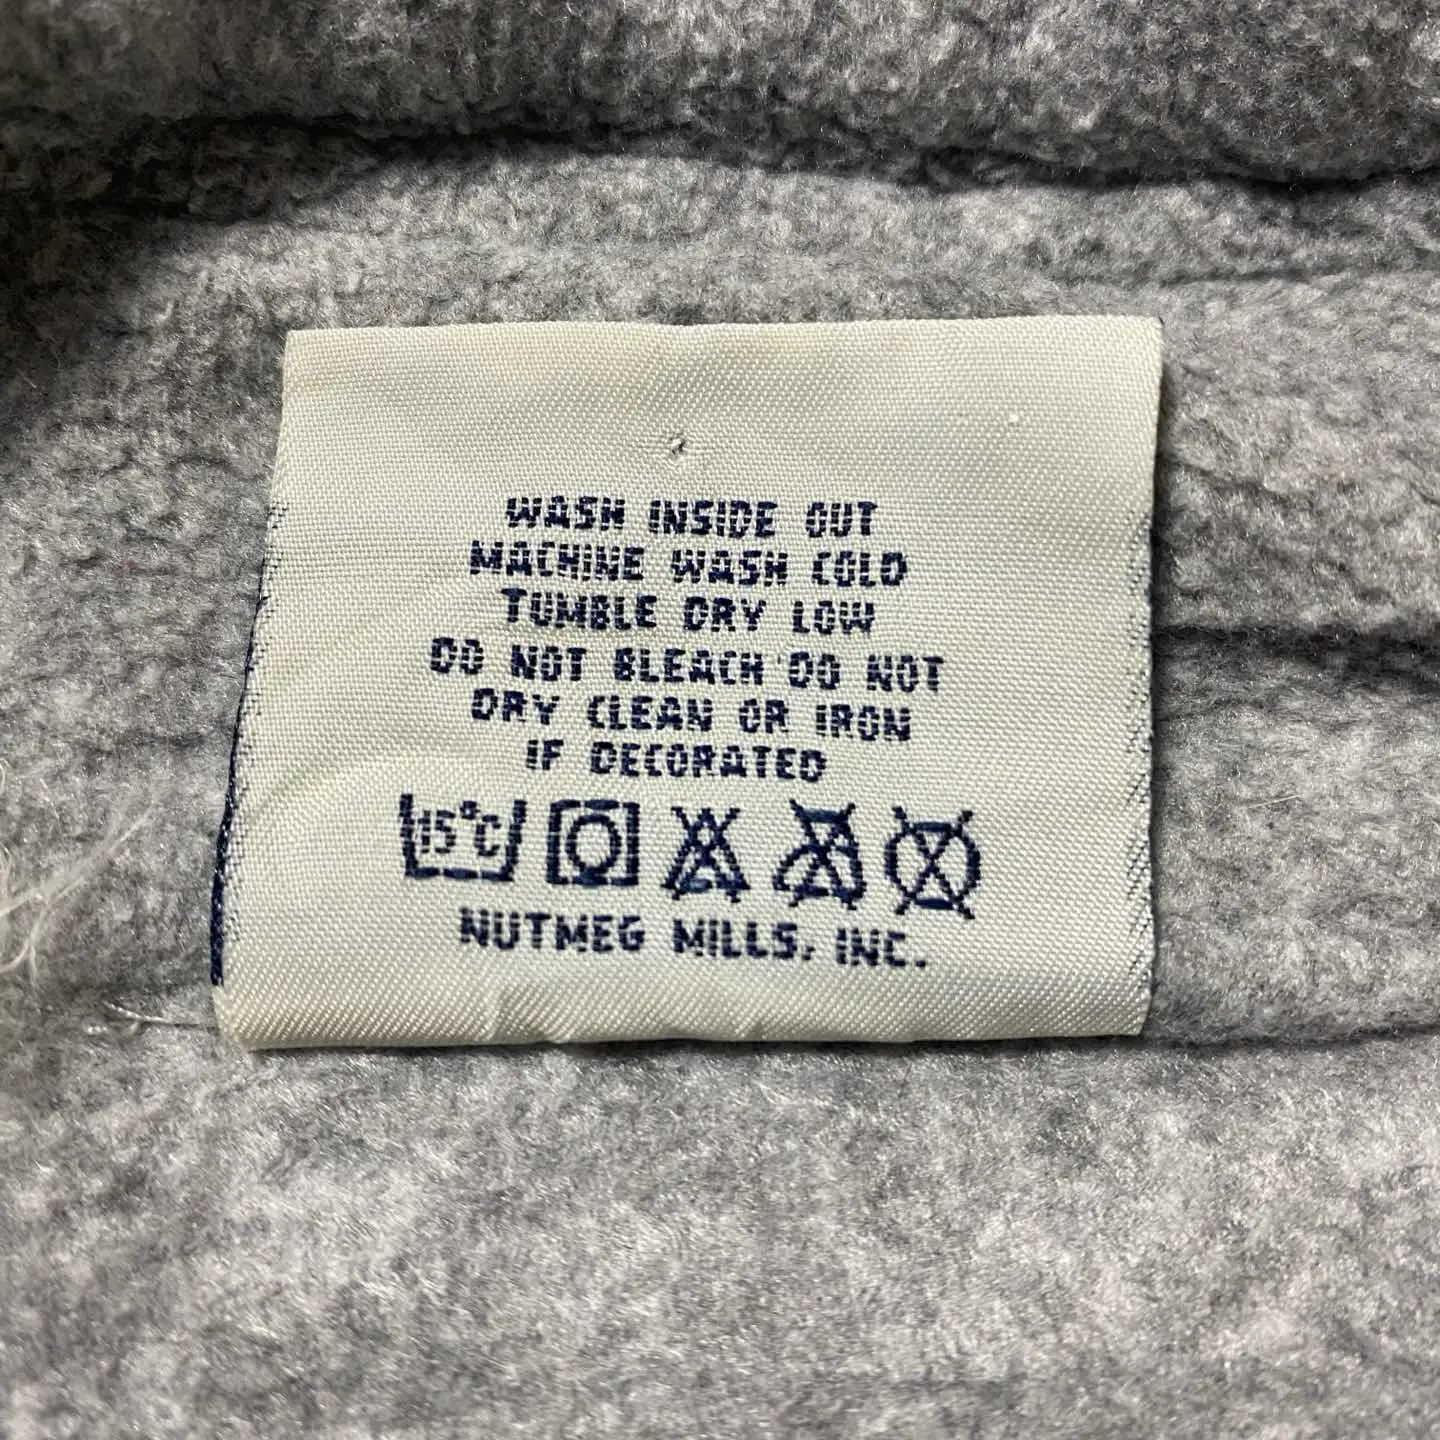 WASH INSIDE OUT
MACHINE WASH COLD
TUMBLE DRY LOW
DO NOT BLEACH DO NOT
DRY CLEAN OR IRON
IF DECORATED
15°C
NUTMEG MILLS, INC.